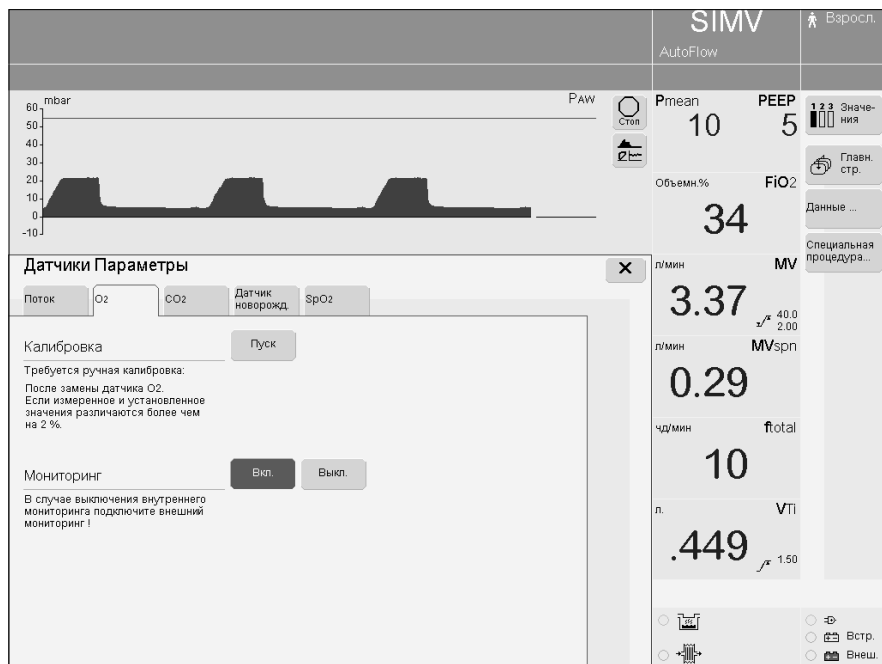 SIMV
AutoFlow
Взросл.
mbar
PAW
60
50
40
30
20
10
0
-10
Стоп
Pmean
PEEP
10
5
Объемн.%
FiO2
34
л/мин
MV
3.37
40.0
2.00
л/мин
MVspn
0.29
чд/мин
ftotal
10
л.
VTi
.449
1.50
1 2 3 Значе-
ния
Главн.
стр.
Данные ...
Специальная
процедура...
Датчики Параметры
Поток
O2
CO2
Датчик
новорожд.
SpO2
Калибровка
Пуск
Требуется ручная калибровка:
После замены датчика O2.
Если измеренное и установленное
значения различаются более чем
на 2 %.
Мониторинг
Вкл.
Выкл.
В случае выключения внутреннего
мониторинга подключите внешний
мониторинг !
Встр.
Внеш.